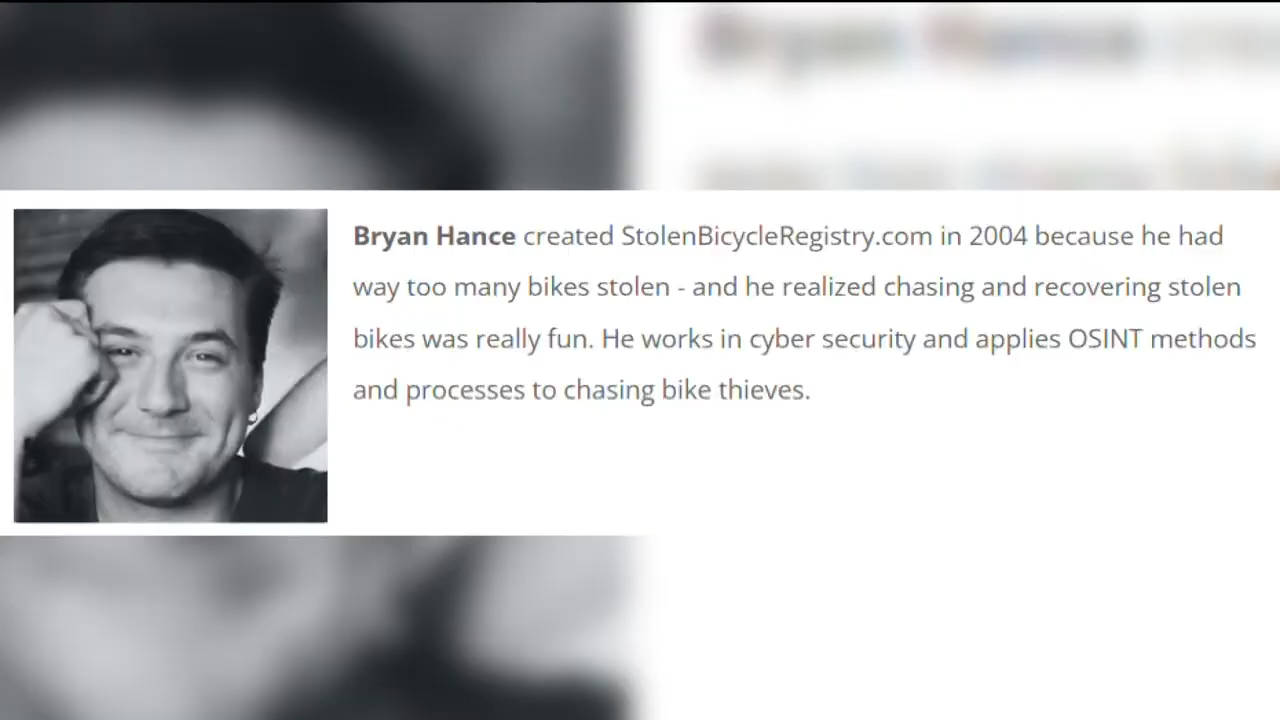 Bryan Hance created StolenBicycleRegistry.com in 2004 because he had
way too many bikes stolen - and he realized chasing and recovering stolen
bikes was really fun. He works in cyber security and applies OSINT methods
and processes to chasing bike thieves.